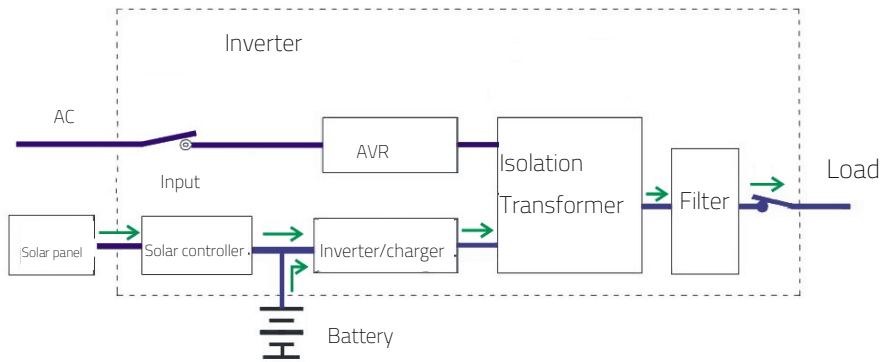 Inverter
AC
AVR
Input
Isolation
Transformer
Filter
Load
Solar panel
Solar controller
Inverter/charger
Battery